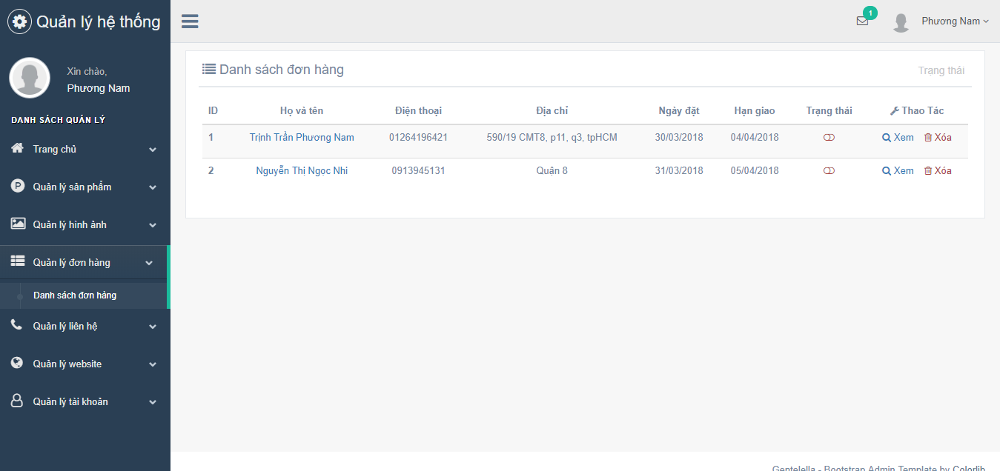 Quản lý hệ thống
1
Phương Nam
Xin chào,
Phương Nam
DANH SÁCH QUẢN LÝ
Trang chủ
P Quản lý sản phẩm
Quản lý hình ảnh
Quản lý đơn hàng
Danh sách đơn hàng
Quản lý liên hệ
Quản lý website
Quản lý tài khoản
Danh sách đơn hàng
Trạng thái
ID Họ và tên Điện thoại Địa chỉ Ngày đặt Hạn giao Trạng thái Thao Tác
1 Trịnh Trần Phương Nam 01264196421 590/19 CMT8, p11, q3, tpHCM 30/03/2018 04/04/2018 Xem Xóa
2 Nguyễn Thị Ngọc Nhi 0913945131 Quận 8 31/03/2018 05/04/2018 Xem Xóa
Gentelella - Bootstrap Admin Template by Colorlib